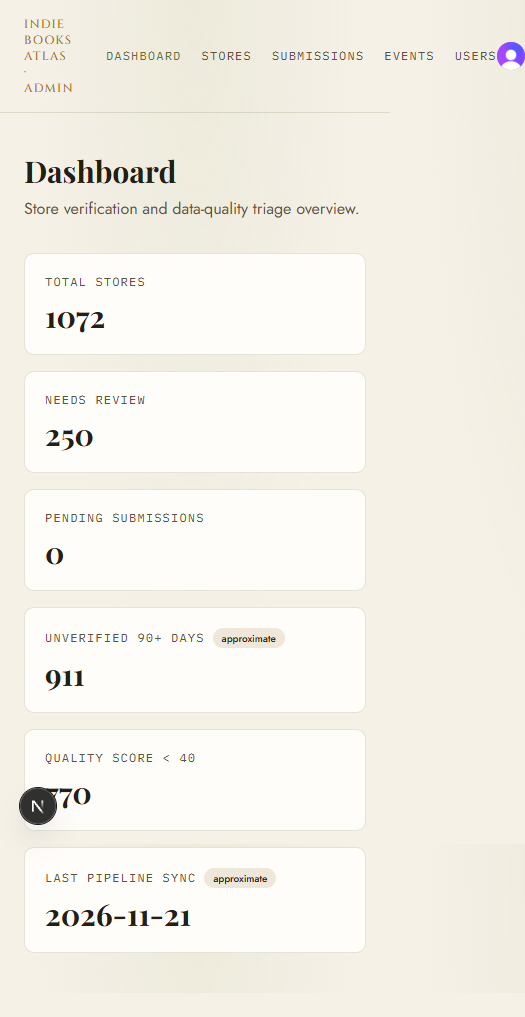 INDIE
BOOKS
ATLAS
·
ADMIN
DASHBOARD STORES SUBMISSIONS EVENTS USERS
Dashboard
Store verification and data-quality triage overview.
TOTAL STORES
1072
NEEDS REVIEW
250
PENDING SUBMISSIONS
0
UNVERIFIED 90+ DAYS approximate
911
QUALITY SCORE < 40
770
N
LAST PIPELINE SYNC approximate
2026-11-21